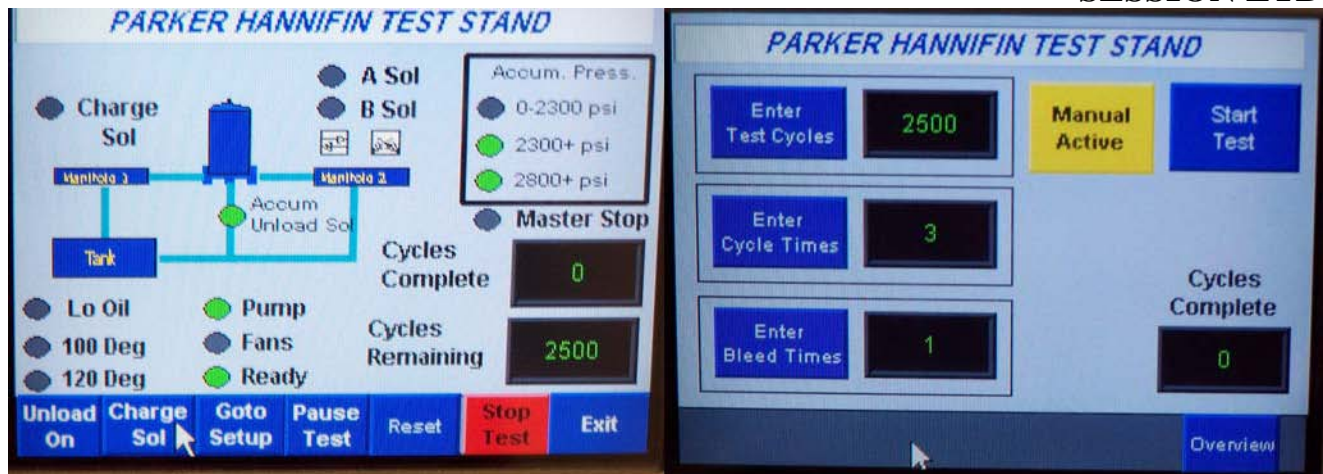 PARKER HANNIFIN TEST STAND
A Sol
B Sol
Charge
Sol
Accum. Press.
0-2300 psi
2300+ psi
2800+ psi
Manifold 1
Manifold 2
Accum
Unload Sol
Tank
Master Stop
Cycles
Complete
0
Lo Oil
100 Deg
120 Deg
Pump
Fans
Ready
Cycles
Remaining
2500
Unload
On
Charge
Sol
Goto
Setup
Pause
Test
Reset
Stop
Test
Exit
PARKER HANNIFIN TEST STAND
Enter
Test Cycles
2500
Manual
Active
Start
Test
Enter
Cycle Times
3
Enter
Bleed Times
1
Cycles
Complete
0
Overview